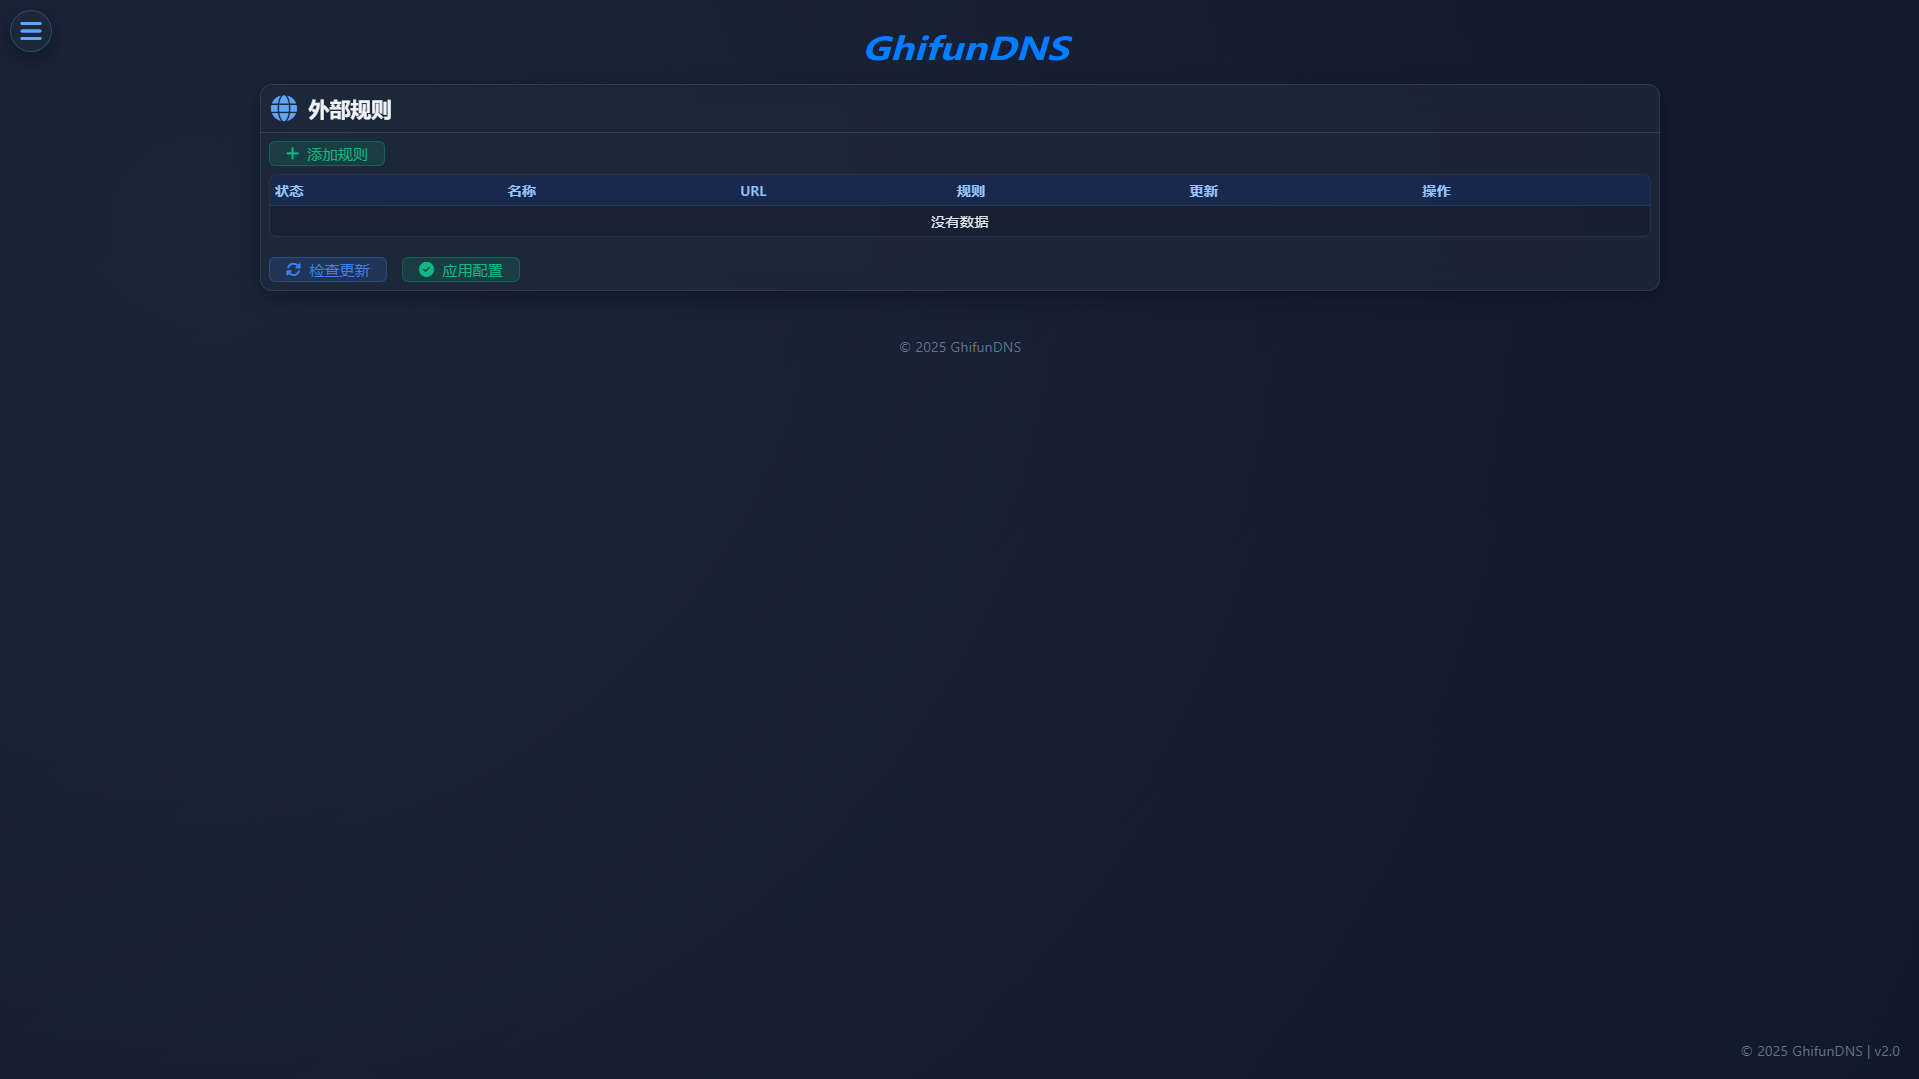 GhifunDNS
外部规则
添加规则
状态 名称 URL 规则 更新 操作
没有数据
检查更新 应用配置
© 2025 GhifunDNS
© 2025 GhifunDNS | v2.0